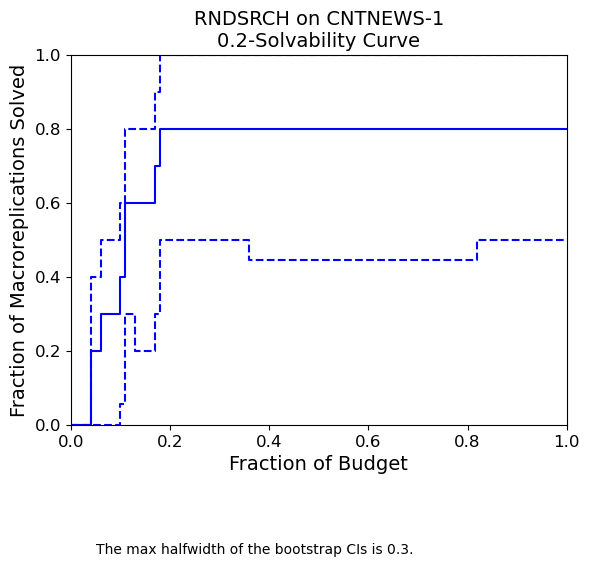 RNDSRCH on CNTNEWS-1
0.2-Solvability Curve
Fraction of Macroreplications Solved
1.0
0.8
0.6
0.4
0.2
0.0
0.0 0.2 0.4 0.6 0.8 1.0
Fraction of Budget
The max halfwidth of the bootstrap CIs is 0.3.